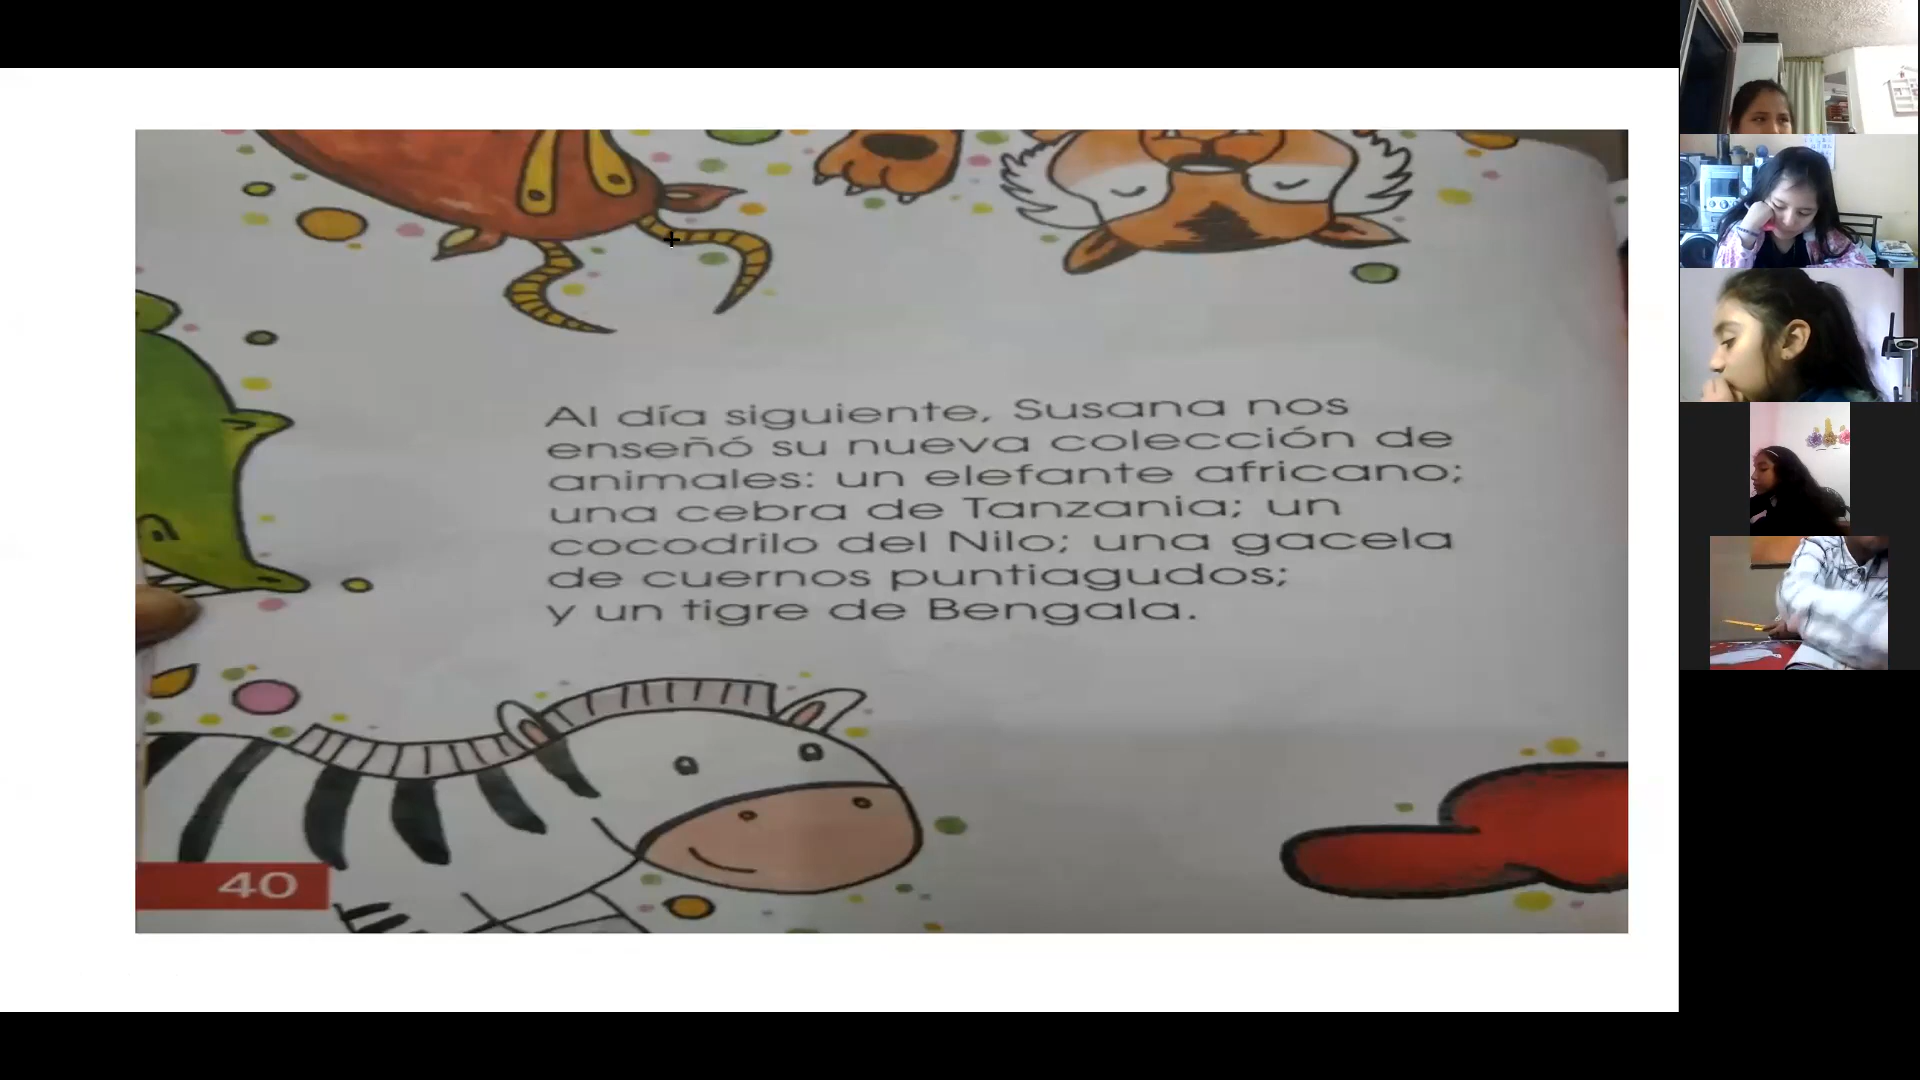 Al día siguiente, Susana nos
enseñó su nueva colección de
animales: un elefante africano;
una cebra de Tanzania; un
cocodrilo del Nilo; una gacela
de cuernos puntiagudos;
y un tigre de Bengala.
40